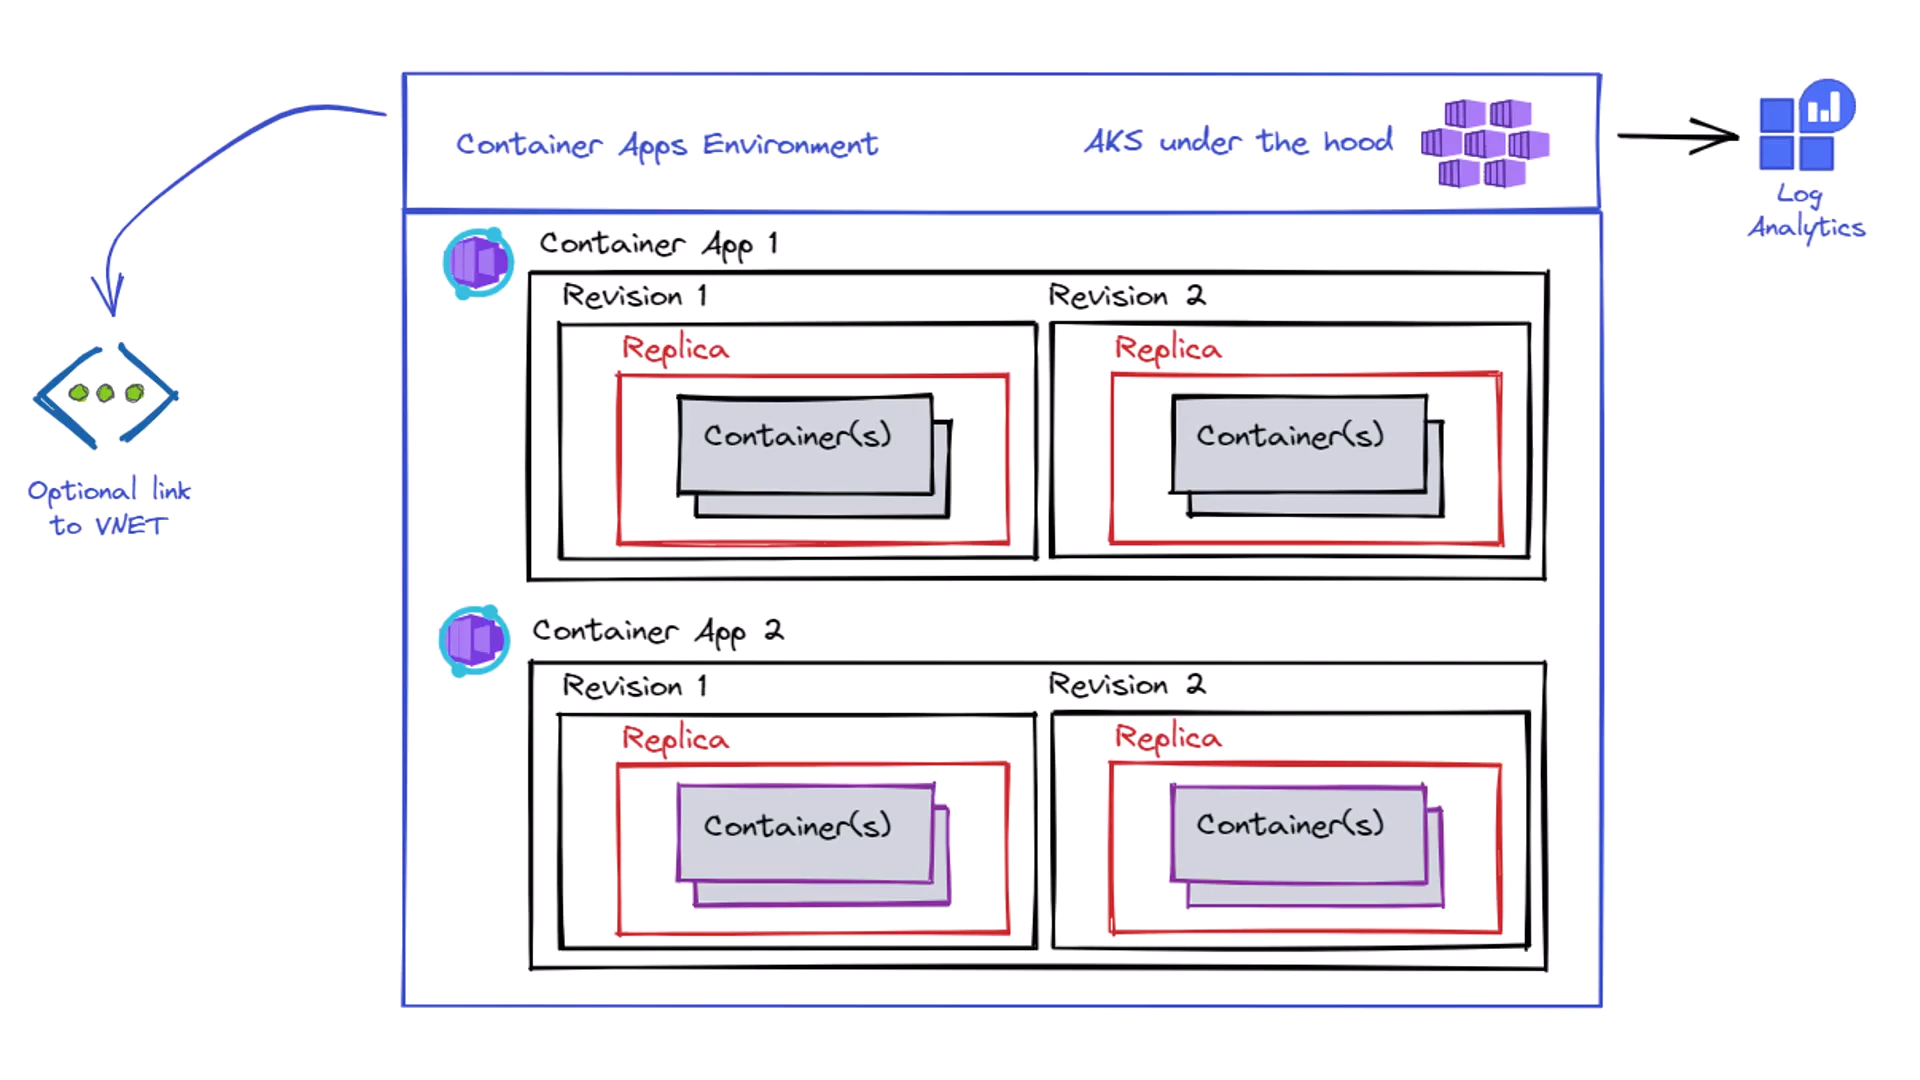 Container Apps Environment
AKS under the hood
Log
Analytics
Optional link
to VNET
Container App 1
Revision 1
Replica
Container(s)
Revision 2
Replica
Container(s)
Container App 2
Revision 1
Replica
Container(s)
Revision 2
Replica
Container(s)